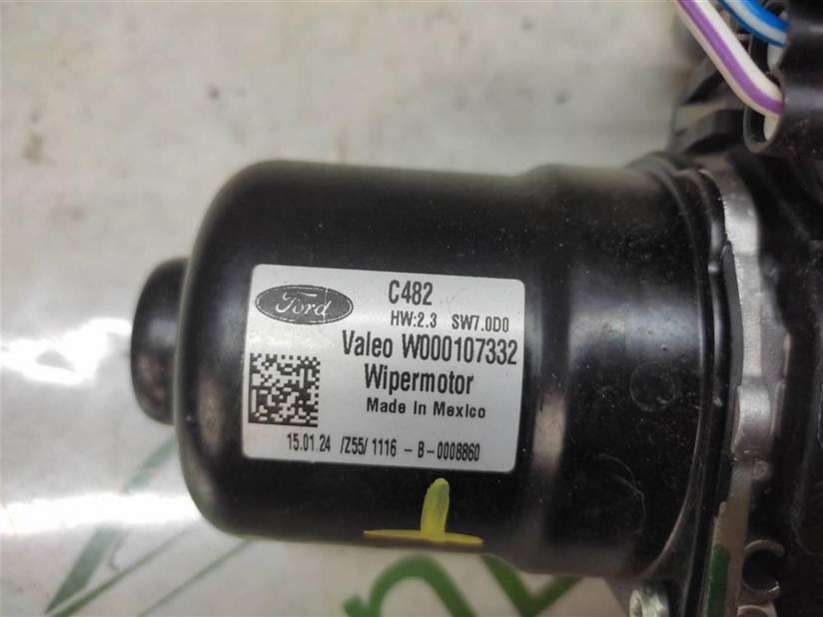 Ford
C482
HW:2.3 SW7.0D0
Valeo W000107332
Wipermotor
Made In Mexico
15.01.24 /Z55/ 1116 - B-0008860